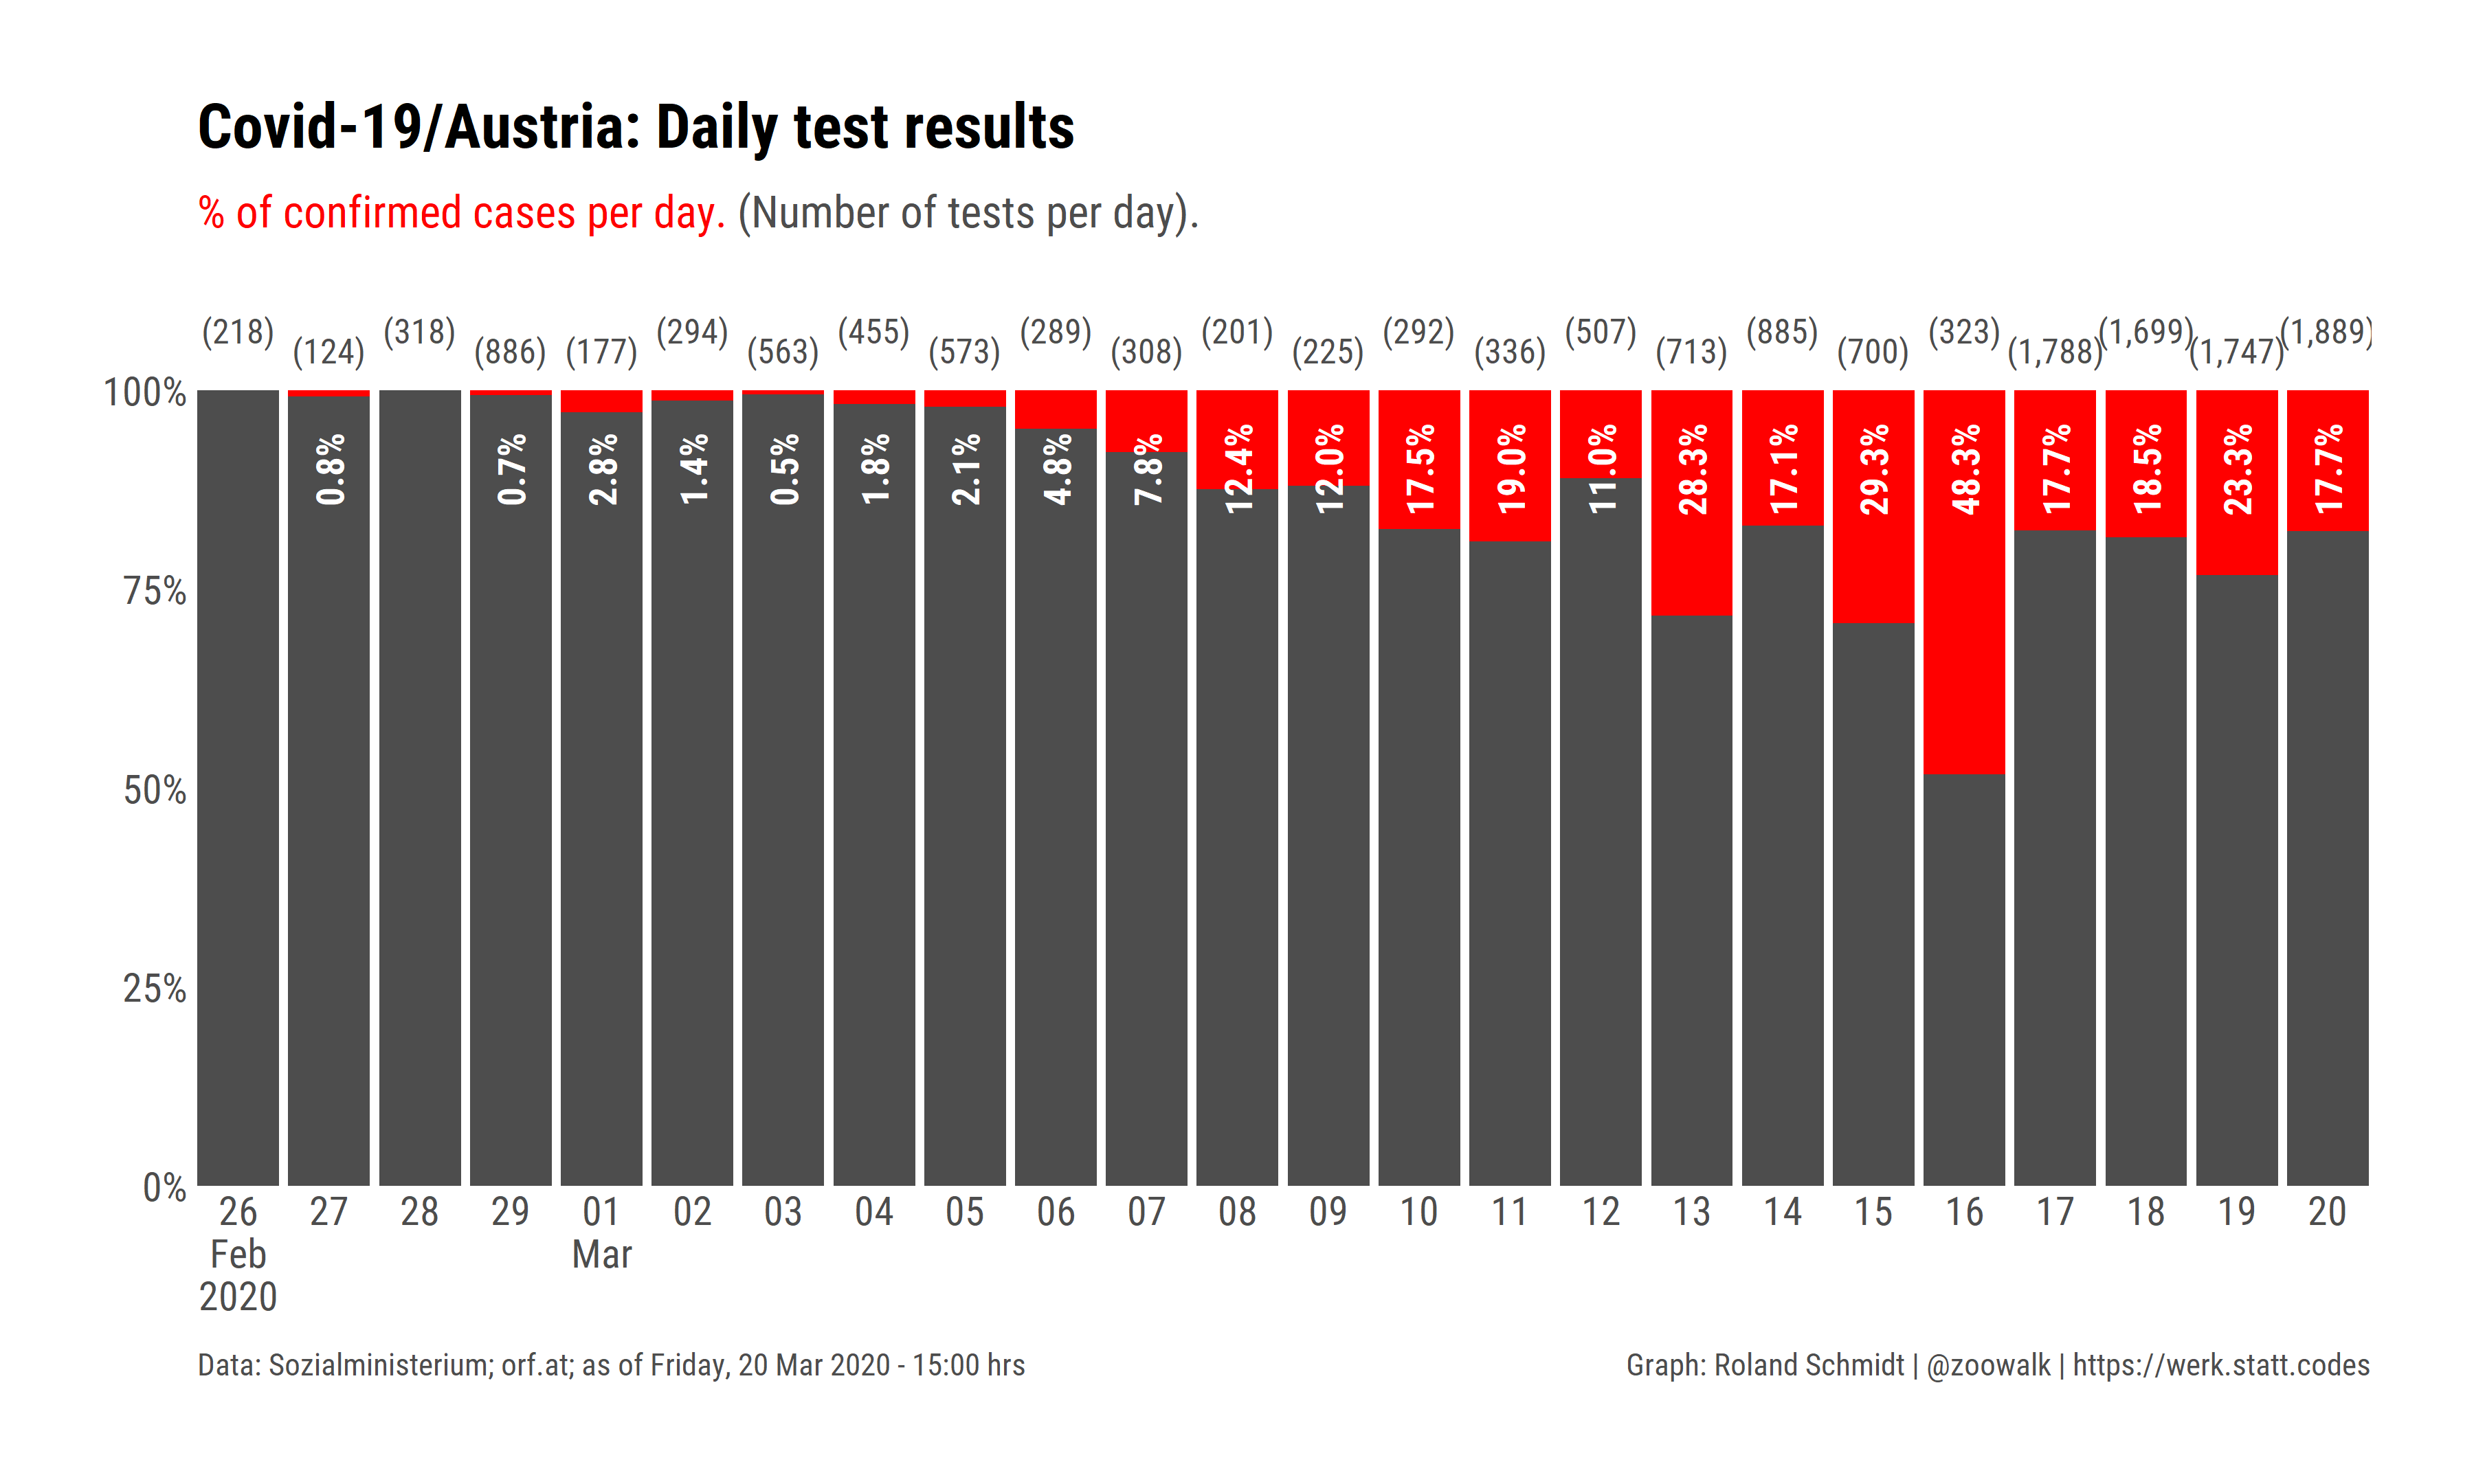 Covid-19/Austria: Daily test results
% of confirmed cases per day. (Number of tests per day).
(218) (124) (318) (886) (177) (294) (563) (455) (573) (289) (308) (201) (225) (292) (336) (507) (713) (885) (700) (323) (1,788) (1,699) (1,747) (1,889)
100%
0.8% 0.7% 2.8% 1.4% 0.5% 1.8% 2.1% 4.8% 7.8% 12.4% 12.0% 17.5% 19.0% 11.0% 28.3% 17.1% 29.3% 48.3% 17.7% 18.5% 23.3% 17.7%
75%
50%
25%
0%
26 27 28 29 01 02 03 04 05 06 07 08 09 10 11 12 13 14 15 16 17 18 19 20
Feb Mar
2020
Data: Sozialministerium; orf.at; as of Friday, 20 Mar 2020 - 15:00 hrs
Graph: Roland Schmidt | @zoowalk | https://werk.statt.codes